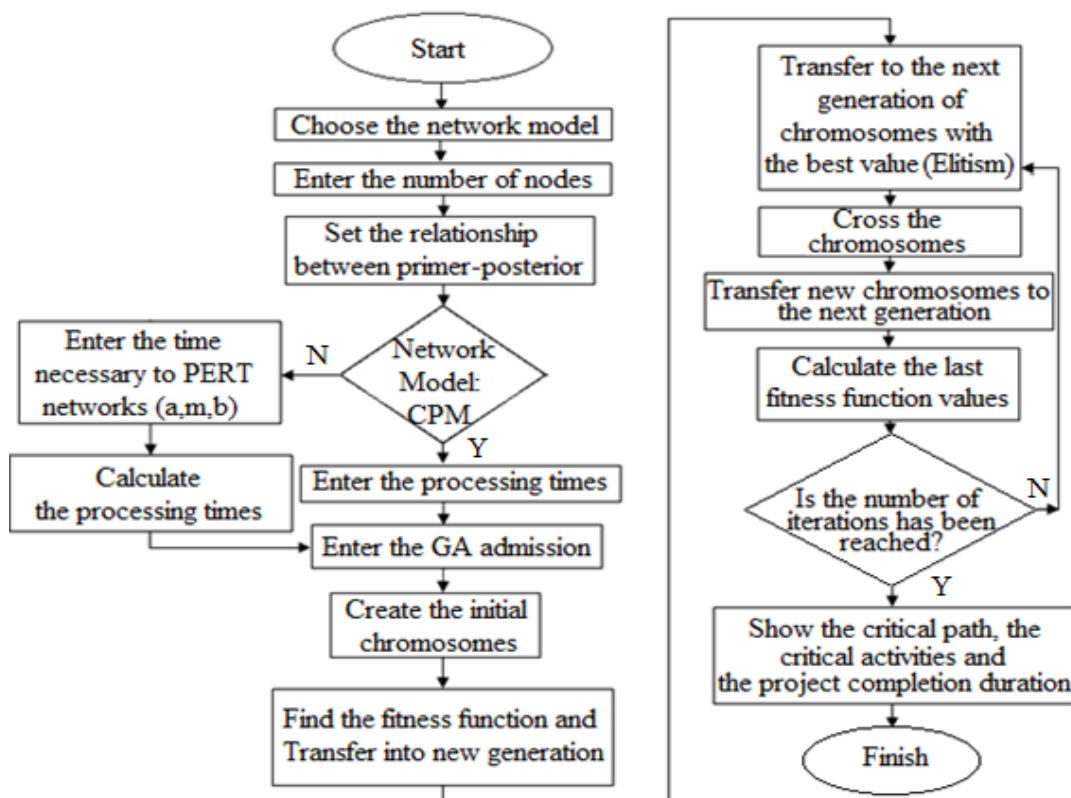 Start
Choose the network model
Enter the number of nodes
Set the relationship
between primer-posterior
Network
Model:
CPM
N
Y
Enter the time
necessary to PERT
networks (a,m,b)
Calculate
the processing times
Enter the processing times
Enter the GA admission
Create the initial
chromosomes
Find the fitness function and
Transfer into new generation
Transfer to the next
generation of
chromosomes with
the best value (Elitism)
Cross the
chromosomes
Transfer new chromosomes to
the next generation
Calculate the last
fitness function values
Is the number of
iterations has been
reached?
N
Y
Show the critical path, the
critical activities and
the project completion duration
Finish